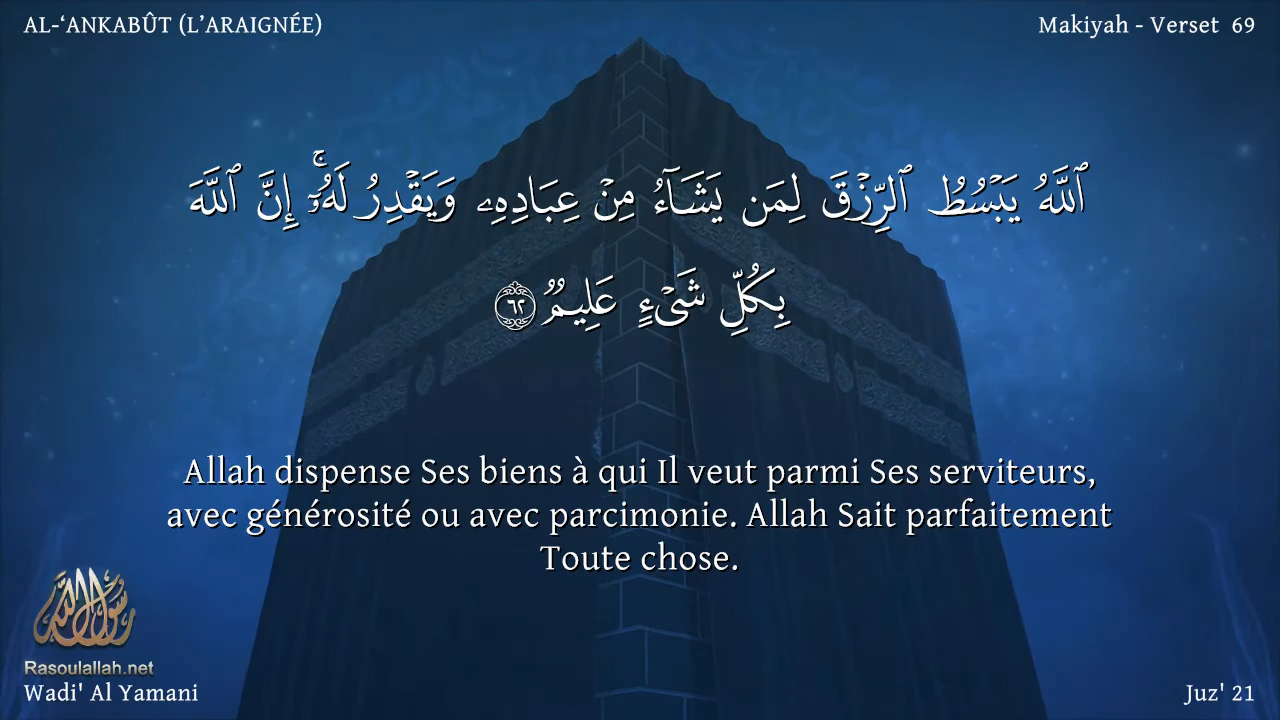 AL-‘ANKABÛT (L’ARAIGNÉE)
Makiyah - Verset 69
ٱللَّهُ يَبۡسُطُ ٱلرِّزۡقَ لِمَن يَشَآءُ مِنۡ عِبَادِهِۦ وَيَقۡدِرُ لَهُۥٓۚ إِنَّ ٱللَّهَ
بِكُلِّ شَيۡءٍ عَلِيمٞ ٦٢
Allah dispense Ses biens à qui Il veut parmi Ses serviteurs,
avec générosité ou avec parcimonie. Allah Sait parfaitement
Toute chose.
رسول الله
Rasoulallah.net
Wadi' Al Yamani
Juz' 21